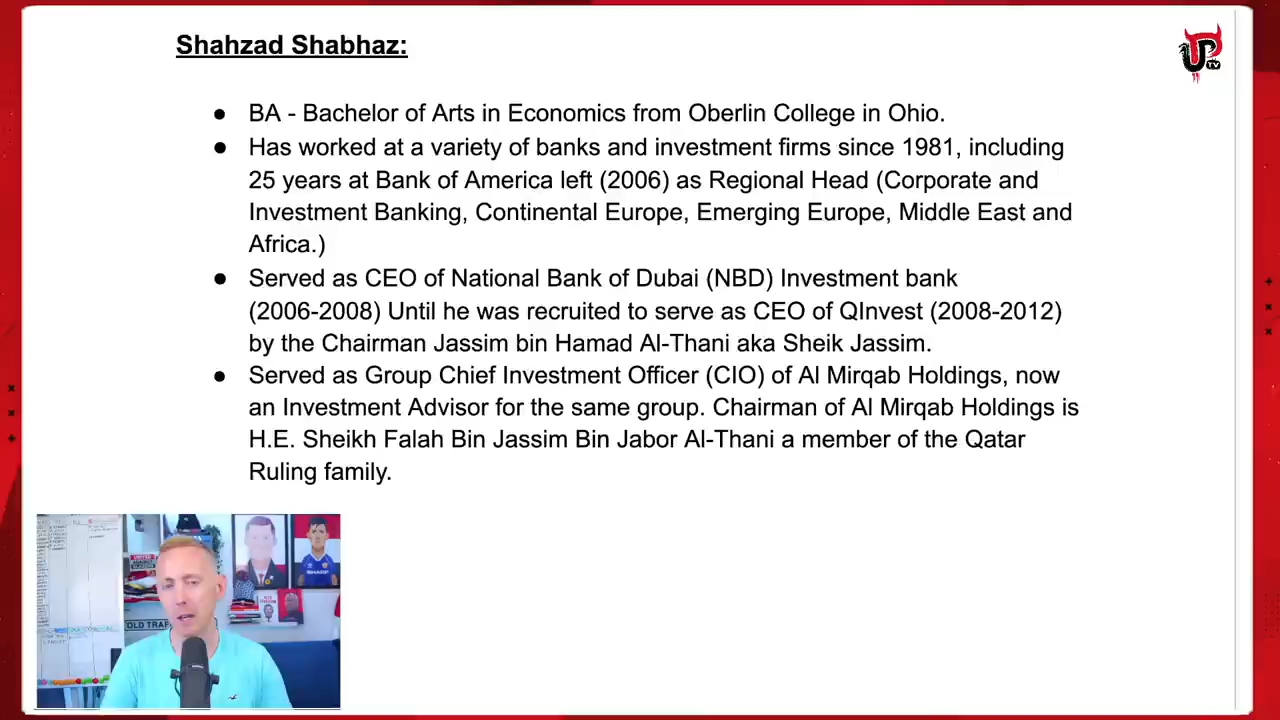 Shahzad Shabhaz:
● BA - Bachelor of Arts in Economics from Oberlin College in Ohio.
● Has worked at a variety of banks and investment firms since 1981, including
25 years at Bank of America left (2006) as Regional Head (Corporate and
Investment Banking, Continental Europe, Emerging Europe, Middle East and
Africa.)
● Served as CEO of National Bank of Dubai (NBD) Investment bank
(2006-2008) Until he was recruited to serve as CEO of QInvest (2008-2012)
by the Chairman Jassim bin Hamad Al-Thani aka Sheik Jassim.
● Served as Group Chief Investment Officer (CIO) of Al Mirqab Holdings, now
an Investment Advisor for the same group. Chairman of Al Mirqab Holdings is
H.E. Sheikh Falah Bin Jassim Bin Jabor Al-Thani a member of the Qatar
Ruling family.
UP
TV
SHARP
OLD TRAF